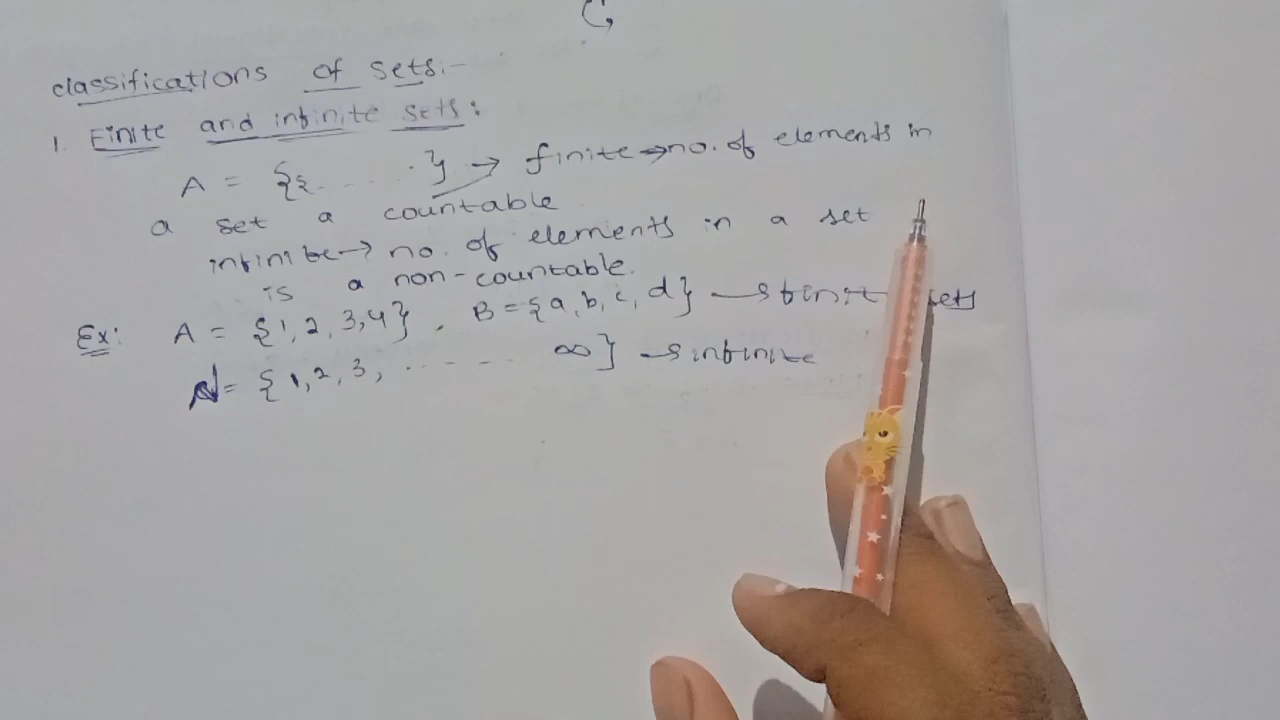 classifications of sets:-
1. Finite and infinite sets:
A = {ξ . . . . . . } → finite → no. of elements in
a set a countable
infinite → no. of elements in a set
is a non-countable.
Ex: A = {1, 2, 3, 4}, B = {a, b, c, d} → finite sets
N = {1, 2, 3, ........ ∞} → infinite